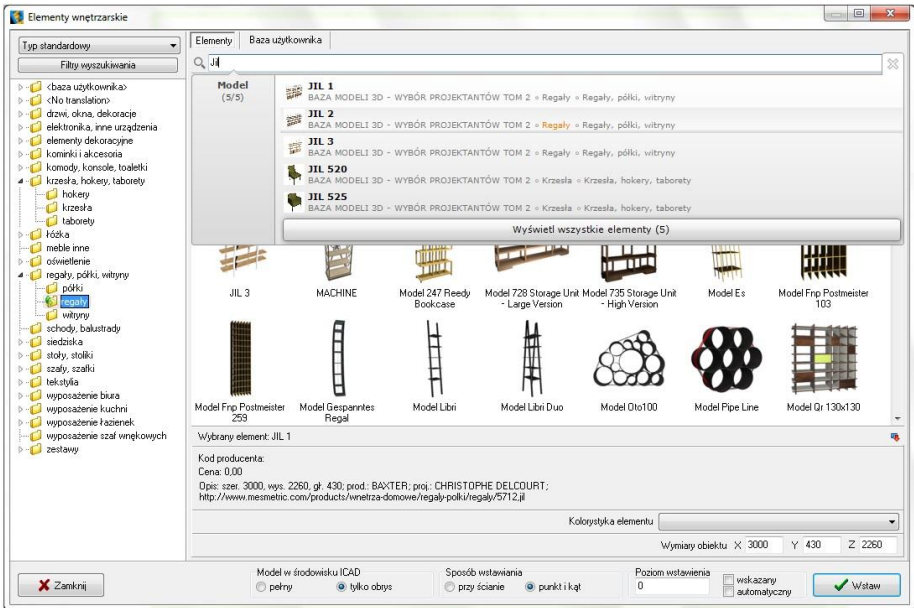 Elementy wnętrzarskie
Typ standardowy
Filtry wyszukiwania
<baza użytkownika>
<No translation>
drzwi, okna, dekoracje
elektronika, inne urządzenia
elementy dekoracyjne
kominki i akcesoria
komody, konsole, toaletki
krzesła, hokery, taborety
hokery
krzesła
taborety
łóżka
meble inne
oświetlenie
regały, półki, witryny
półki
regały
witryny
schody, balustrady
siedziska
stoły, stoliki
szafy, szafki
tekstylia
wyposażenie biura
wyposażenie kuchni
wyposażenie łazienek
wyposażenie szaf wnękowych
zestawy
Elementy Baza użytkownika
Jil
Model
(5/5)
JIL 1
BAZA MODELI 3D - WYBÓR PROJEKTANTÓW TOM 2 » Regały » Regały, półki, witryny
JIL 2
BAZA MODELI 3D - WYBÓR PROJEKTANTÓW TOM 2 » Regały » Regały, półki, witryny
JIL 3
BAZA MODELI 3D - WYBÓR PROJEKTANTÓW TOM 2 » Regały » Regały, półki, witryny
JIL 520
BAZA MODELI 3D - WYBÓR PROJEKTANTÓW TOM 2 » Krzesła » Krzesła, hokery, taborety
JIL 525
BAZA MODELI 3D - WYBÓR PROJEKTANTÓW TOM 2 » Krzesła » Krzesła, hokery, taborety
Wyświetl wszystkie elementy (5)
JIL 3 MACHINE Model 247 Reedy Model 728 Storage Unit Model 735 Storage Unit Model Es Model Fnp Postmeister
Bookcase - Large Version - High Version 103
Model Fnp Postmeister Model Gespanntes Model Libri Model Libri Duo Model Oto100 Model Pipe Line Model Qr 130x130
259 Regal
Wybrany element: JIL 1
Kod producenta:
Cena: 0,00
Opis: szer. 3000, wys. 2260, gł. 430; prod.: BAXTER; proj.: CHRISTOPHE DELCOURT;
http://www.mesmetric.com/products/wnetrza-domowe/regaly-polki/regaly/5712,jil
Kolorystyka elementu
Wymiary obiektu X 3000 Y 430 Z 2260
Zamknij
Model w środowisku ICAD
pełny tylko obrys
Sposób wstawiania
przy ścianie punkt i kąt
Poziom wstawienia
0
wskazany
automatyczny
Wstaw